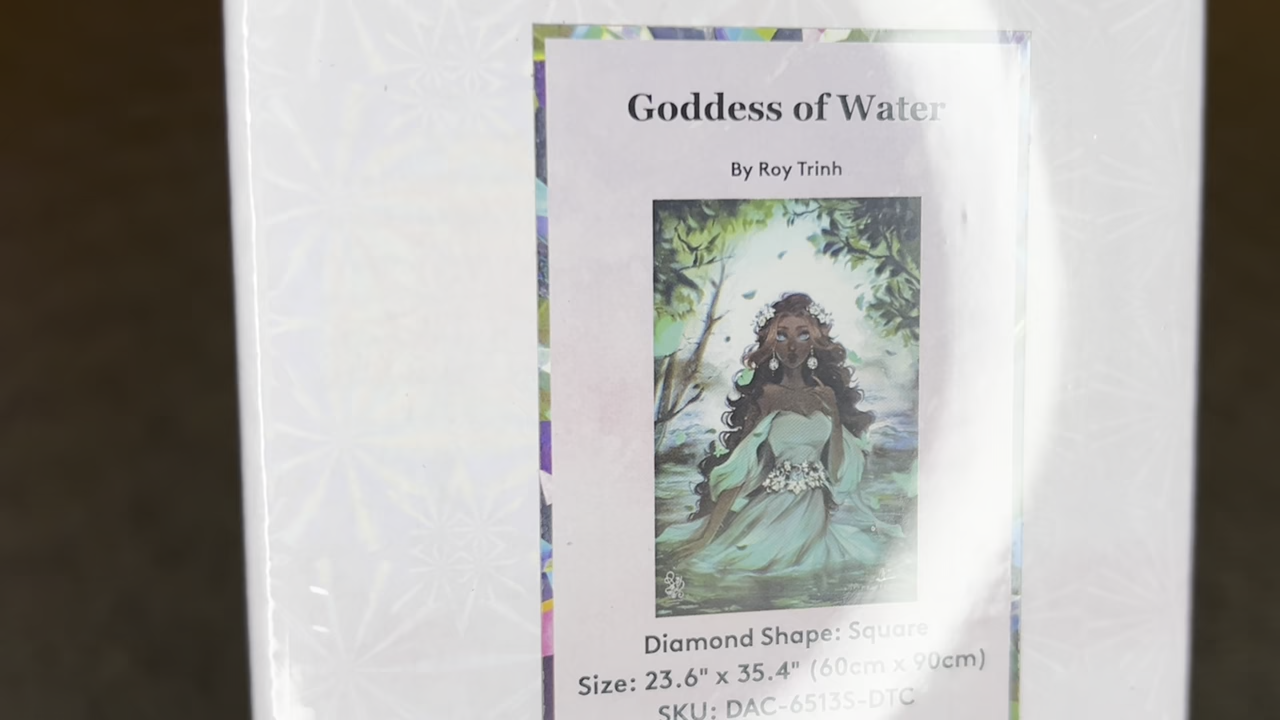 Goddess of Water
By Roy Trinh
Diamond Shape: Square
Size: 23.6" x 35.4" (60cm x 90cm)
SKU: DAC-6513S-DTC